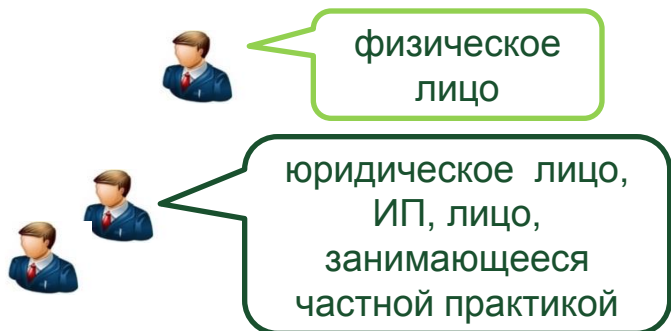 физическое
лицо
юридическое лицо,
ИП, лицо,
занимающееся
частной практикой